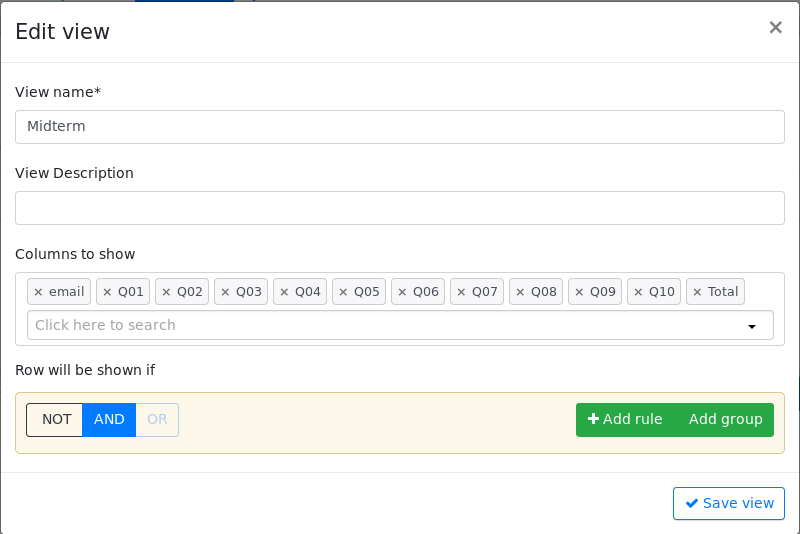 Edit view ×
View name*
Midterm
View Description
Columns to show
× email × Q01 × Q02 × Q03 × Q04 × Q05 × Q06 × Q07 × Q08 × Q09 × Q10 × Total
Click here to search
Row will be shown if
NOT AND OR Add rule Add group
Save view